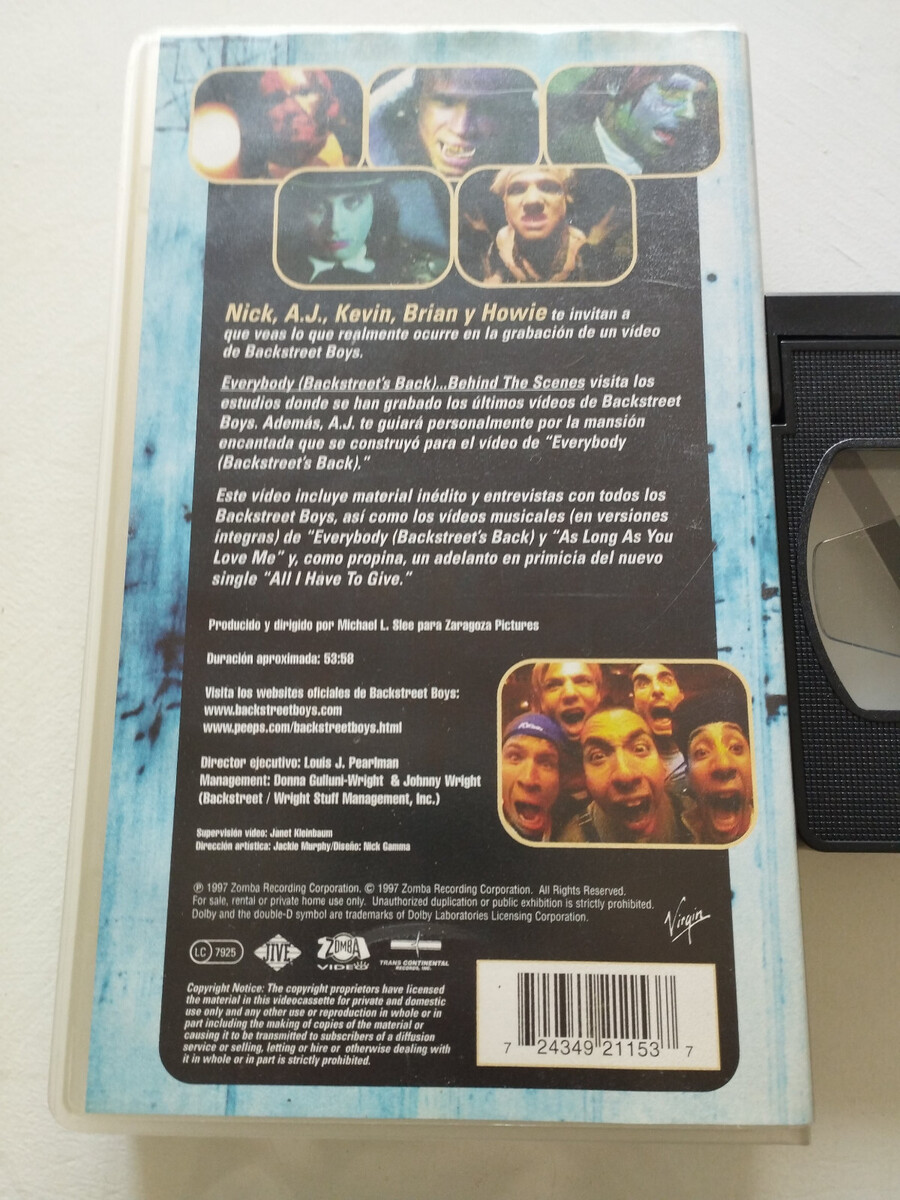 Nick, A.J., Kevin, Brian y Howie te invitan a
que veas lo que realmente ocurre en la grabación de un vídeo
de Backstreet Boys.
Everybody (Backstreet's Back)...Behind The Scenes visita los
estudios donde se han grabado los últimos vídeos de Backstreet
Boys. Además, A.J. te guiará personalmente por la mansión
encantada que se construyó para el vídeo de "Everybody
(Backstreet's Back)."
Este vídeo incluye material inédito y entrevistas con todos los
Backstreet Boys, así como los vídeos musicales (en versiones
íntegras) de "Everybody (Backstreet's Back) y "As Long As You
Love Me" y, como propina, un adelanto en primicia del nuevo
single "All I Have To Give."
Producido y dirigido por Michael L. Slee para Zaragoza Pictures
Duración aproximada: 53:58
Visita los websites oficiales de Backstreet Boys:
www.backstreetboys.com
www.peeps.com/backstreetboys.html
Director ejecutivo: Louis J. Pearlman
Management: Donna Gulluni-Wright & Johnny Wright
(Backstreet / Wright Stuff Management, Inc.)
Supervisión vídeo: Janet Kleinbaum
Dirección artística: Jackie Murphy/Diseño: Nick Gamma
℗ 1997 Zomba Recording Corporation. © 1997 Zomba Recording Corporation. All Rights Reserved.
For sale, rental or private home use only. Unauthorized duplication or public exhibition is strictly prohibited.
Dolby and the double-D symbol are trademarks of Dolby Laboratories Licensing Corporation.
Virgin
LC 7925
JIVE
ZOMBA
VIDEO
TRANS CONTINENTAL
RECORDS, INC.
Copyright Notice: The copyright proprietors have licensed
the material in this videocassette for private and domestic
use only and any other use or reproduction in whole or in
part including the making of copies of the material or
causing it to be transmitted to subscribers of a diffusion
service or selling, letting or hire or otherwise dealing with
it in whole or in part is strictly prohibited.
7 24349 21153 7